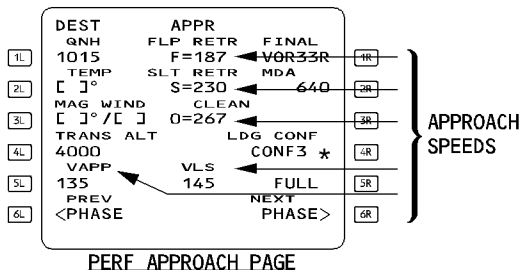 DEST APPR
QNH FLP RETR FINAL
1L 1015 F=187 VOR33R 1R
TEMP SLT RETR MDA
2L [ ]° S=230 640 2R
MAG WIND CLEAN
3L [ ]°/[ ] O=267 3R
APPROACH
SPEEDS
TRANS ALT LDG CONF
4L 4000 CONF3 * 4R
VAPP VLS
5L 135 145 FULL 5R
PREV NEXT
6L <PHASE PHASE> 6R
PERF APPROACH PAGE